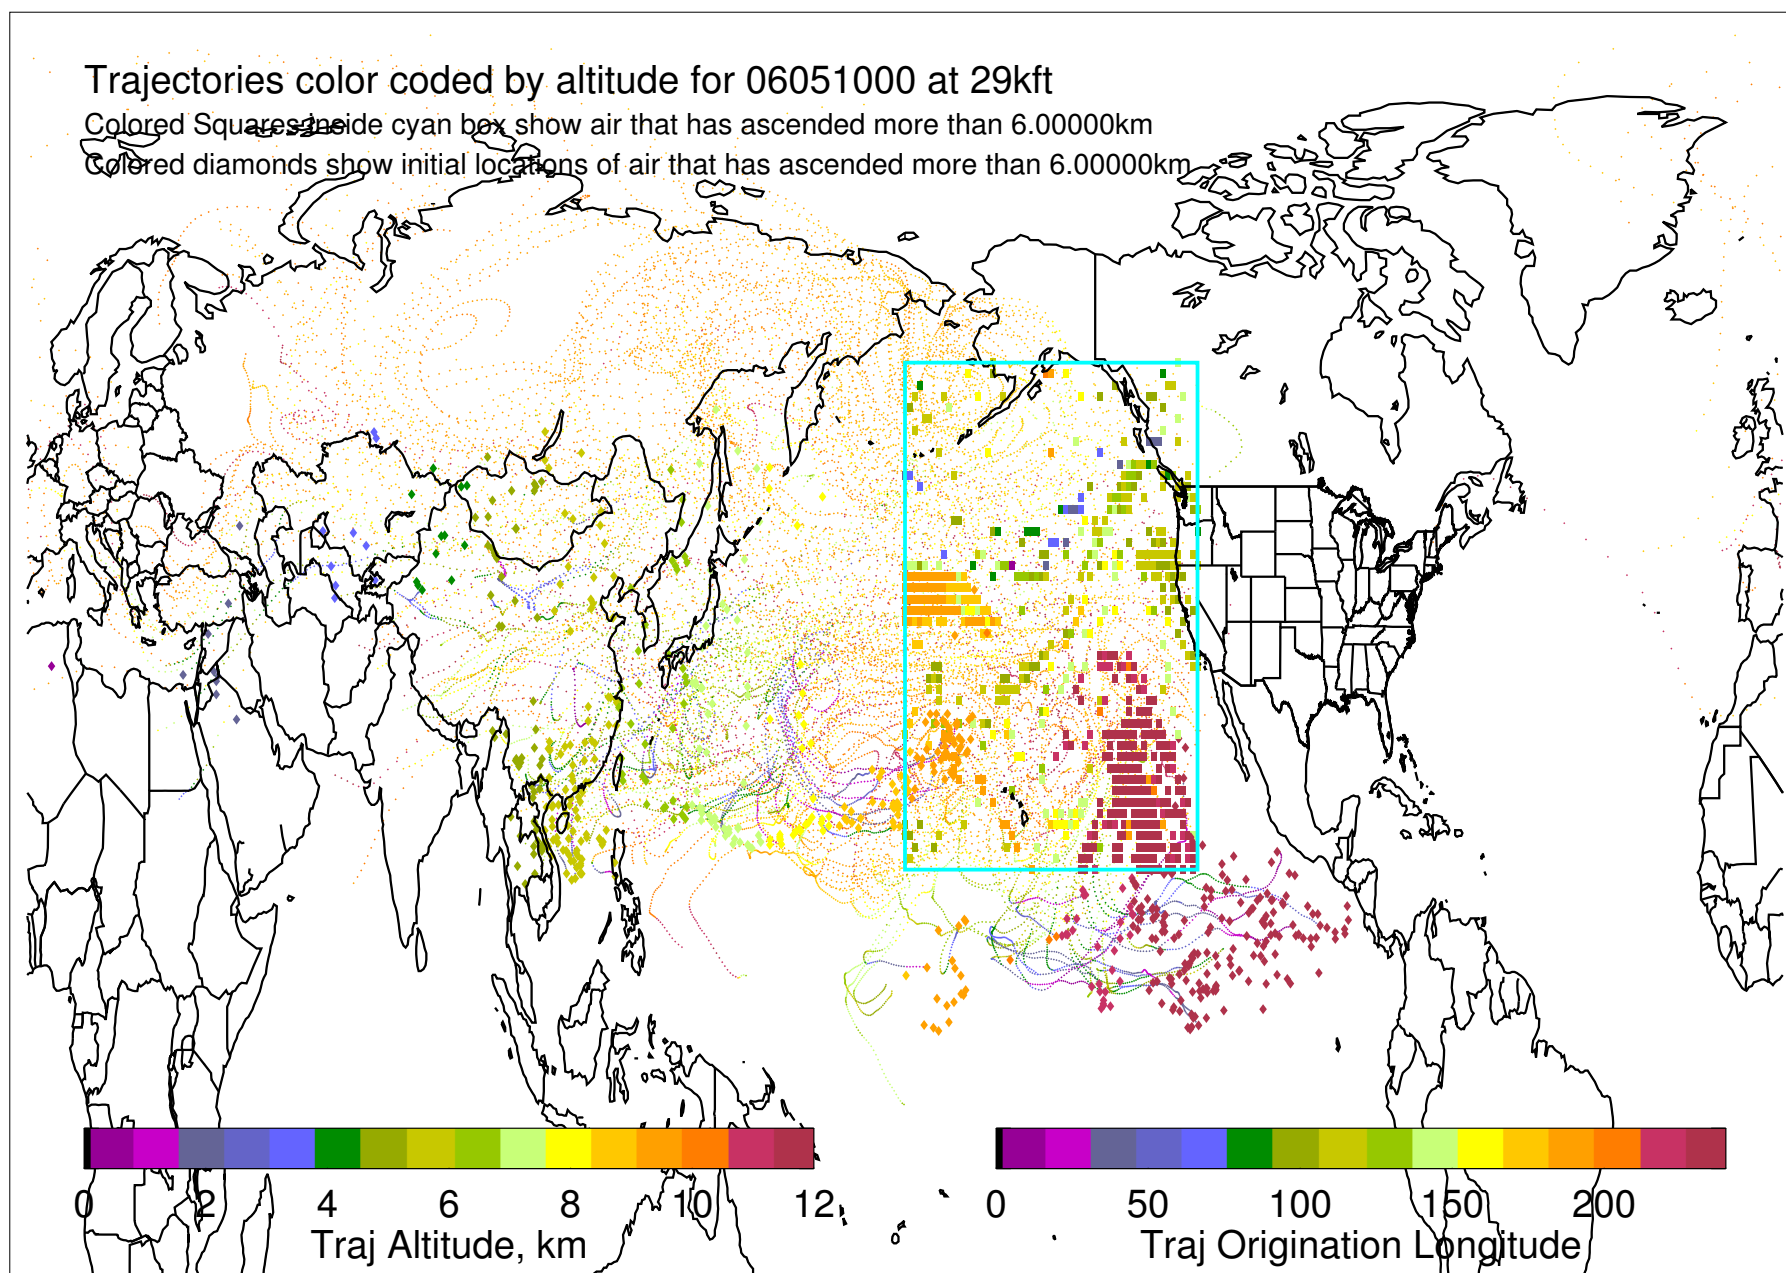 Trajectories color coded by altitude for 06051000 at 29kft
Colored Squares inside cyan box show air that has ascended more than 6.00000km
Colored diamonds show initial locations of air that has ascended more than 6.00000km
0 2 4 6 8 10 12
Traj Altitude, km
0 50 100 150 200
Traj Origination Longitude